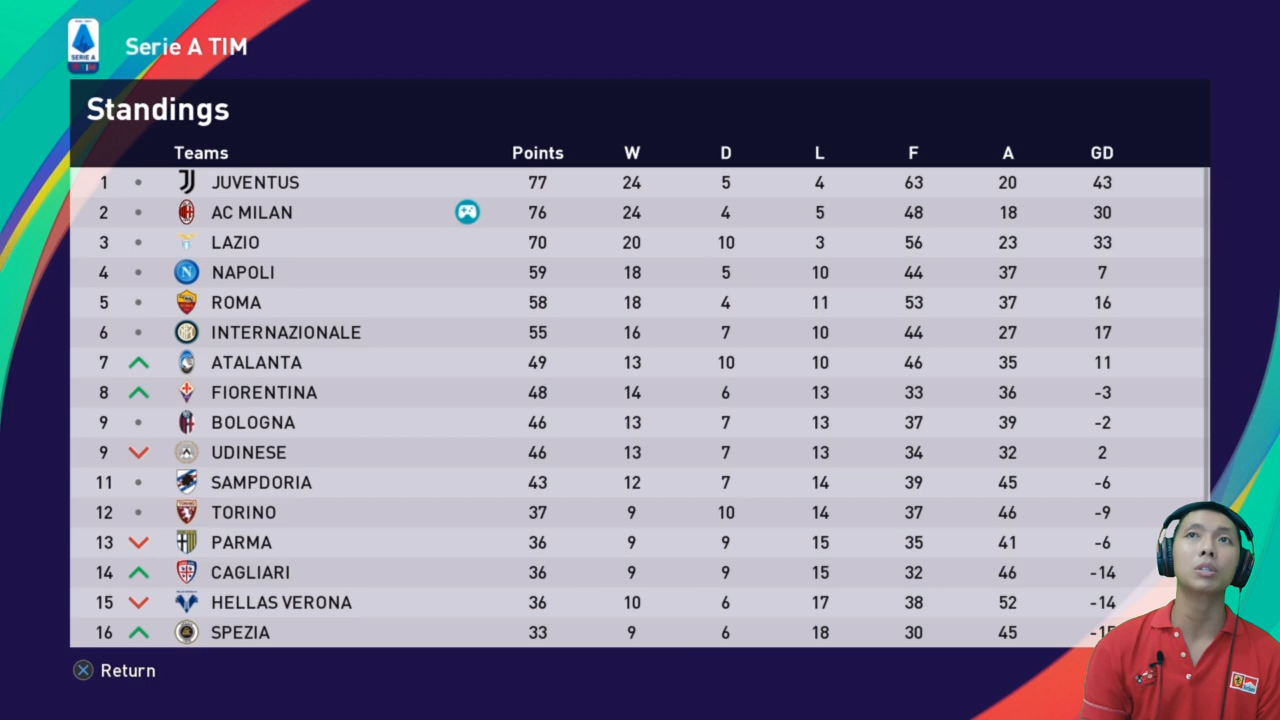 SERIE A
TIM
Serie A TIM
Standings
Teams Points W D L F A GD
1 JUVENTUS 77 24 5 4 63 20 43
2 AC MILAN 76 24 4 5 48 18 30
3 LAZIO 70 20 10 3 56 23 33
4 NAPOLI 59 18 5 10 44 37 7
5 ROMA 58 18 4 11 53 37 16
6 INTERNAZIONALE 55 16 7 10 44 27 17
7 ATALANTA 49 13 10 10 46 35 11
8 FIORENTINA 48 14 6 13 33 36 -3
9 BOLOGNA 46 13 7 13 37 39 -2
9 UDINESE 46 13 7 13 34 32 2
11 SAMPDORIA 43 12 7 14 39 45 -6
12 TORINO 37 9 10 14 37 46 -9
13 PARMA 36 9 9 15 35 41 -6
14 CAGLIARI 36 9 9 15 32 46 -14
15 HELLAS VERONA 36 10 6 17 38 52 -14
16 SPEZIA 33 9 6 18 30 45 -15
Return